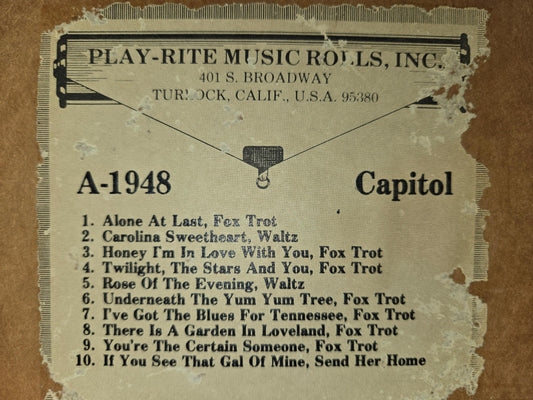 PLAY-RITE MUSIC ROLLS, INC.
401 S. BROADWAY
TURLOCK, CALIF., U.S.A. 95380
A-1948 Capitol
1. Alone At Last, Fox Trot
2. Carolina Sweetheart, Waltz
3. Honey I'm In Love With You, Fox Trot
4. Twilight, The Stars And You, Fox Trot
5. Rose Of The Evening, Waltz
6. Underneath The Yum Yum Tree, Fox Trot
7. I've Got The Blues For Tennessee, Fox Trot
8. There Is A Garden In Loveland, Fox Trot
9. You're The Certain Someone, Fox Trot
10. If You See That Gal Of Mine, Send Her Home